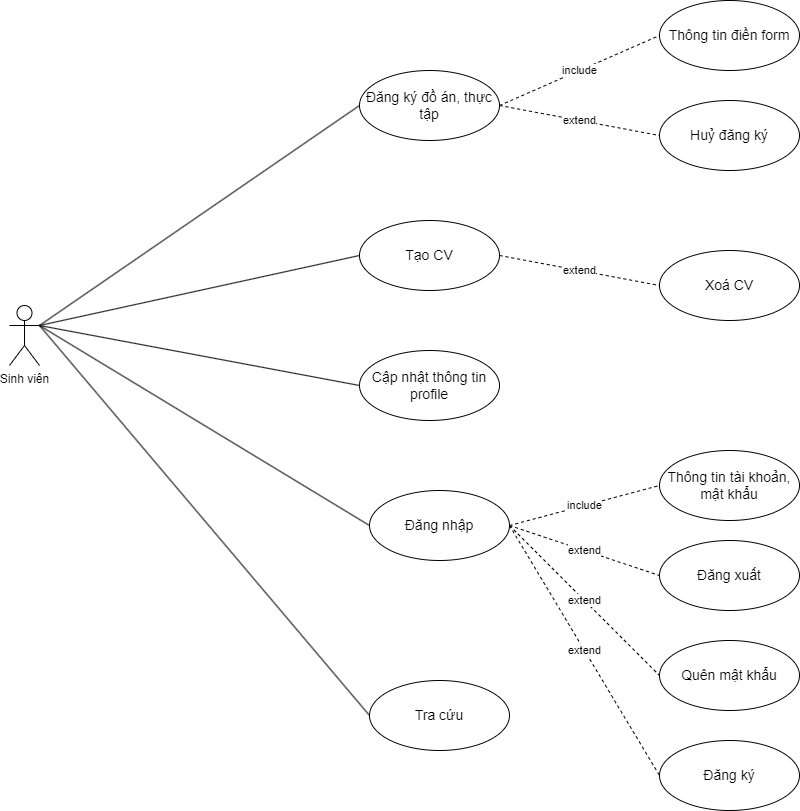 Thông tin điền form
include
Đăng ký đồ án, thực
tập
extend
Huỷ đăng ký
Tạo CV
extend
Xoá CV
Sinh viên
Cập nhật thông tin
profile
Thông tin tài khoản,
mật khẩu
include
Đăng nhập
extend
Đăng xuất
extend
Quên mật khẩu
extend
Tra cứu
Đăng ký